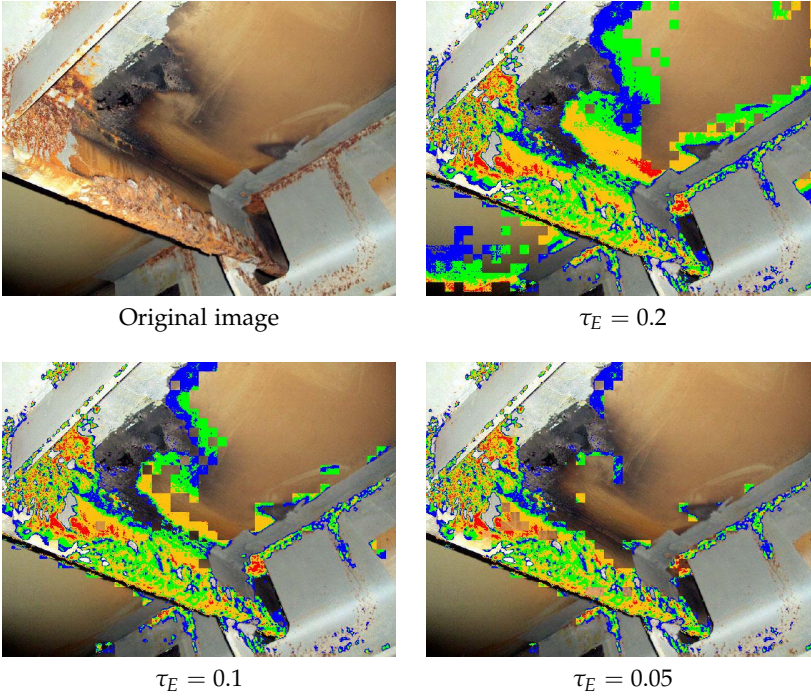 Original image
τ_E = 0.2
τ_E = 0.1
τ_E = 0.05